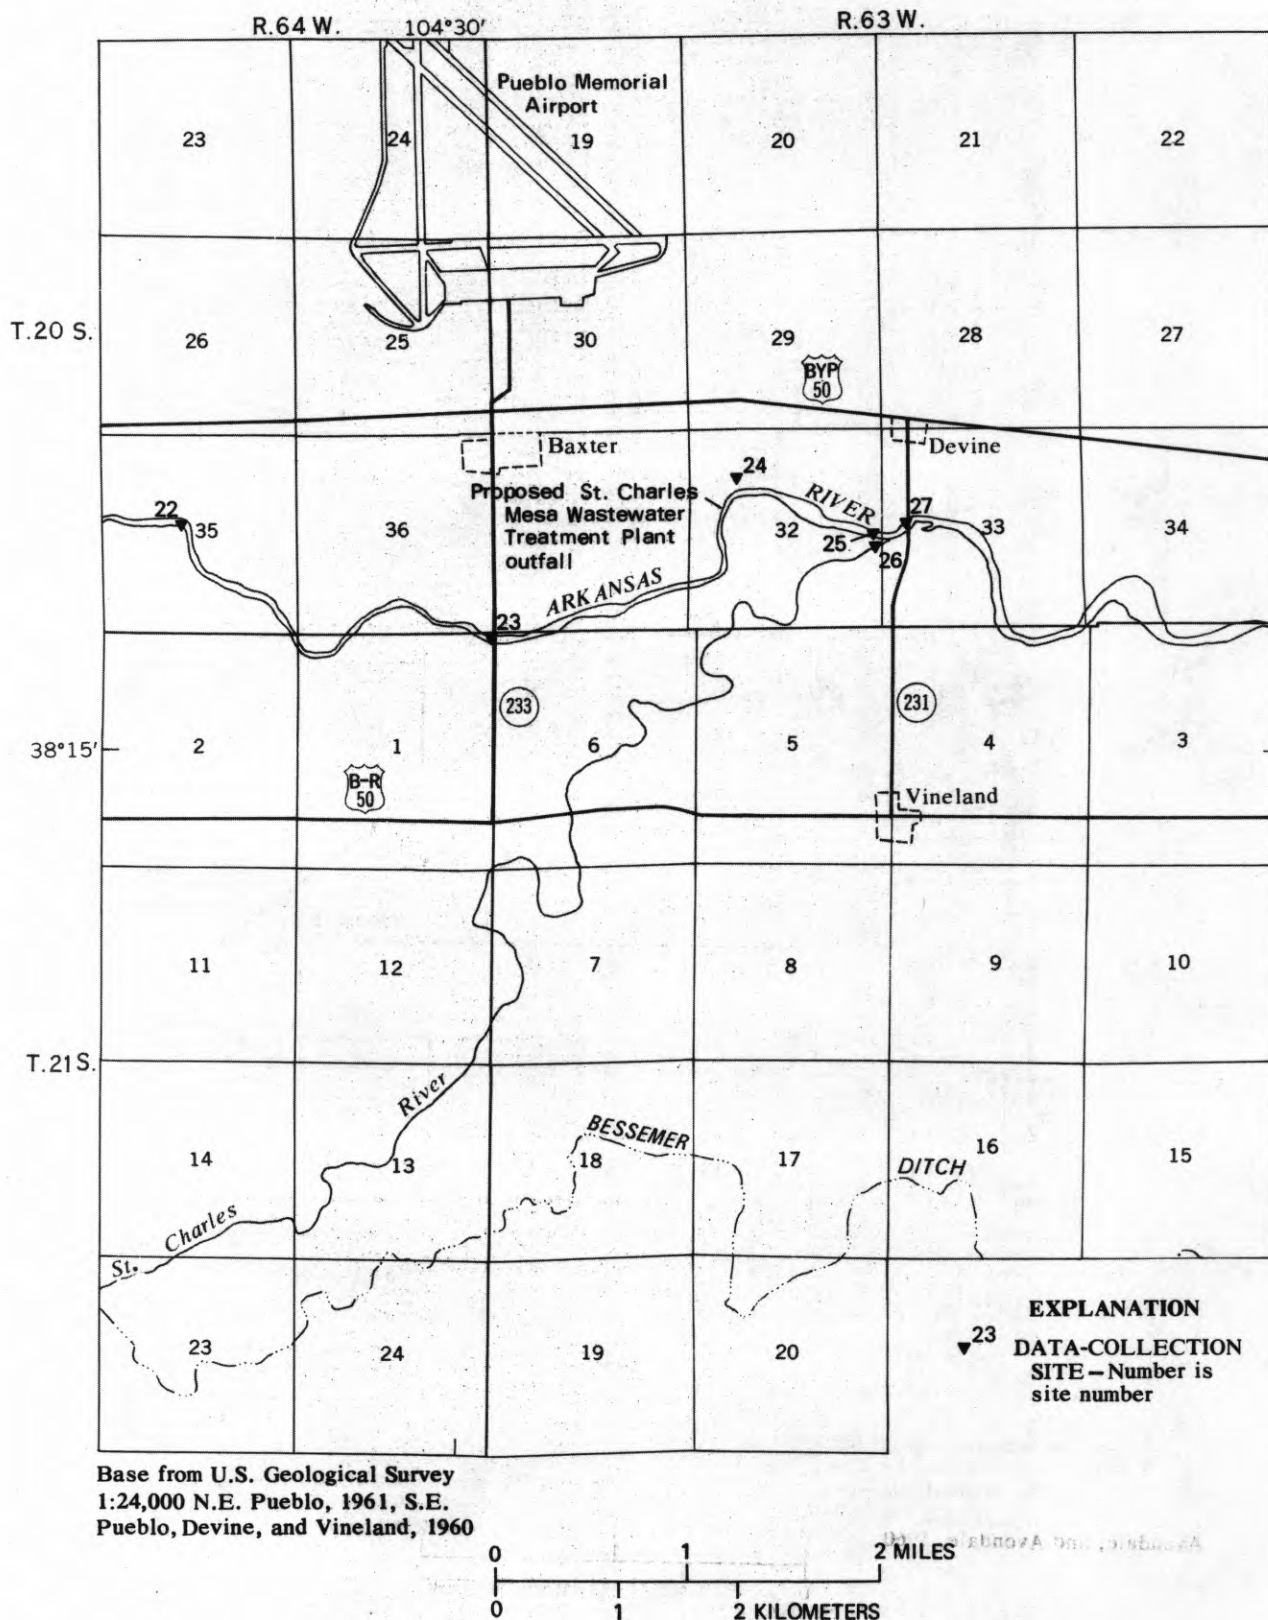 R.64 W. 104°30′ R.63 W.
Pueblo Memorial
Airport
23 24 19 20 21 22
T.20 S.
26 25 30 29 28 27
BYP
50
Baxter
Devine
24
Proposed St. Charles
Mesa Wastewater
Treatment Plant
outfall
RIVER
22 35 36 32 27 33 34
25
26
ARKANSAS
23
233
231
38°15′
2 1 6 5 4 3
B-R
50
Vineland
11 12 7 8 9 10
T.21S.
River
BESSEMER
14 13 18 17 16 15
DITCH
St. Charles
23 24 19 20
EXPLANATION
23 DATA-COLLECTION
SITE—Number is
site number
Base from U.S. Geological Survey
1:24,000 N.E. Pueblo, 1961, S.E.
Pueblo, Devine, and Vineland, 1960
0 1 2 MILES
0 1 2 KILOMETERS